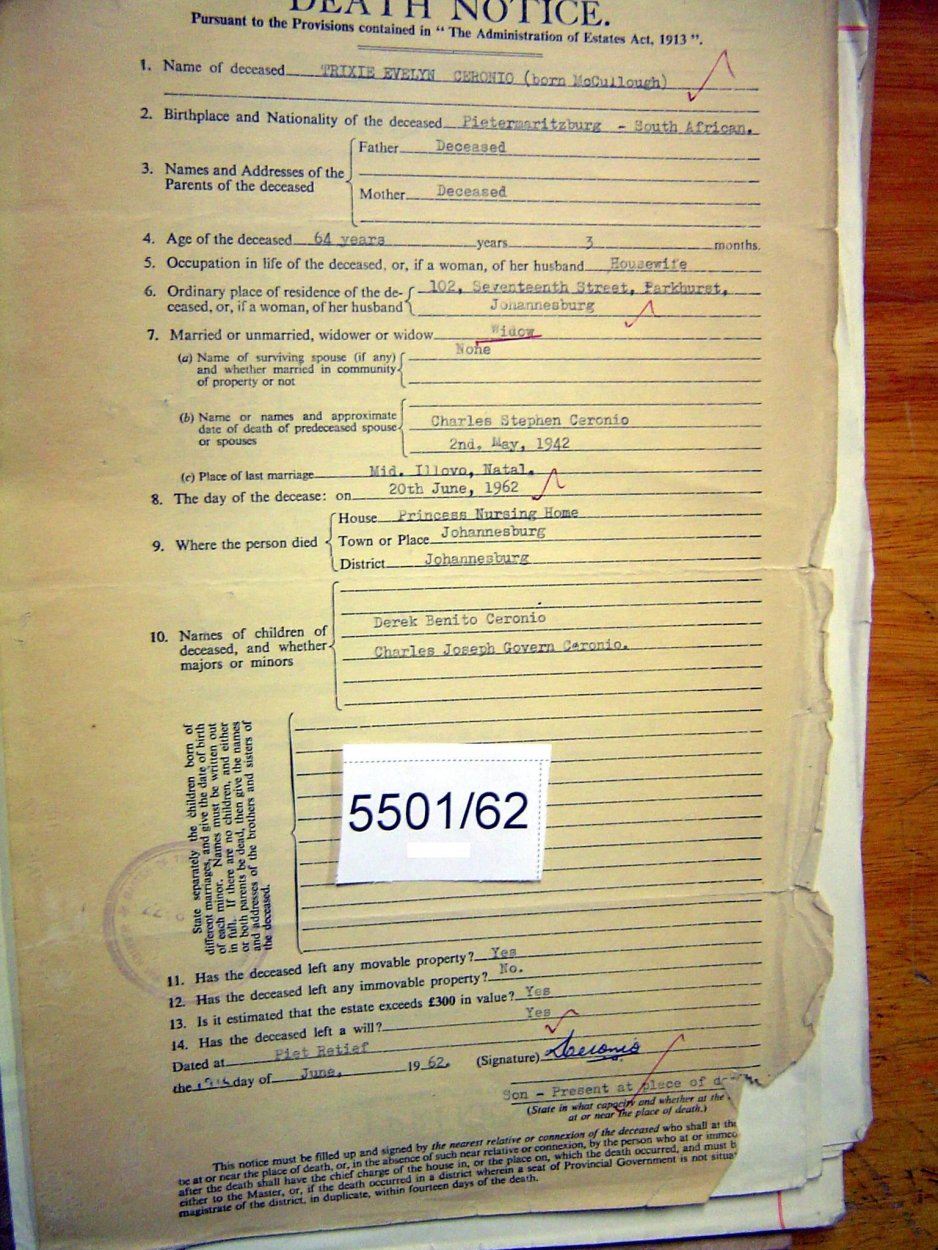 DEATH NOTICE.
Pursuant to the Provisions contained in “ The Administration of Estates Act, 1913 ”.
1. Name of deceased TRIXIE EVELYN CERONIO (born McCullough)
2. Birthplace and Nationality of the deceased Pietermaritzburg - South African.
3. Names and Addresses of the Parents of the deceased
Father Deceased
Mother Deceased
4. Age of the deceased 64 years years 3 months.
5. Occupation in life of the deceased, or, if a woman, of her husband Housewife
6. Ordinary place of residence of the de- 102, Seventeenth Street, Parkhurst,
ceased, or, if a woman, of her husband Johannesburg
7. Married or unmarried, widower or widow Widow
(a) Name of surviving spouse (if any) None
and whether married in community
of property or not
(b) Name or names and approximate
date of death of predeceased spouse Charles Stephen Ceronio
or spouses 2nd. May, 1942
(c) Place of last marriage Mid. Illovo, Natal.
8. The day of the decease: on 20th June, 1962
9. Where the person died
House Princess Nursing Home
Town or Place Johannesburg
District Johannesburg
10. Names of children of Derek Benito Ceronio
deceased, and whether Charles Joseph Govern Ceronio.
majors or minors
State separately the children born of
different marriages, and give the date of birth
of each minor. Names must be written out
in full. If there are no children, and either
or both parents be dead, then give the names
and addresses of the brothers and sisters of
the deceased.
5501/62
11. Has the deceased left any movable property? Yes
12. Has the deceased left any immovable property? No.
13. Is it estimated that the estate exceeds £300 in value? Yes
14. Has the deceased left a will? Yes
Dated at Piet Retief
the day of June, 19 62. (Signature) Ceronio
Son - Present at place of d
(State in what capacity and whether at the
at or near the place of death.)
This notice must be filled up and signed by the nearest relative or connexion of the deceased who shall at the
be at or near the place of death, or, in the absence of such near relative or connexion, by the person who at or immed
after the death shall have the chief charge of the house in, or the place on, which the death occurred, and must b
either to the Master, or, if the death occurred in a district wherein a seat of Provincial Government is not situat
magistrate of the district, in duplicate, within fourteen days of the death.